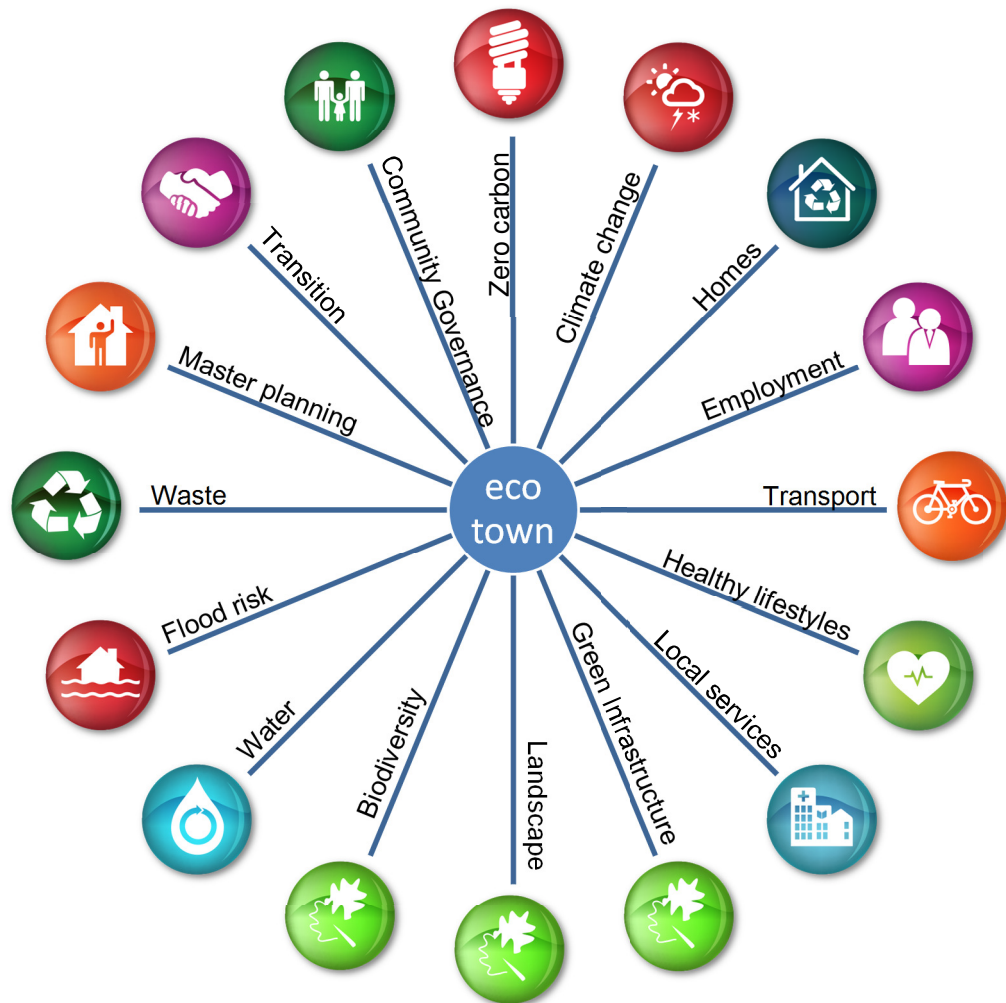 Zero carbon
Climate change
Homes
Employment
Transport
Healthy lifestyles
Local services
Green Infrastructure
Landscape
Biodiversity
Water
Flood risk
Waste
Master planning
Transition
Community Governance
eco
town